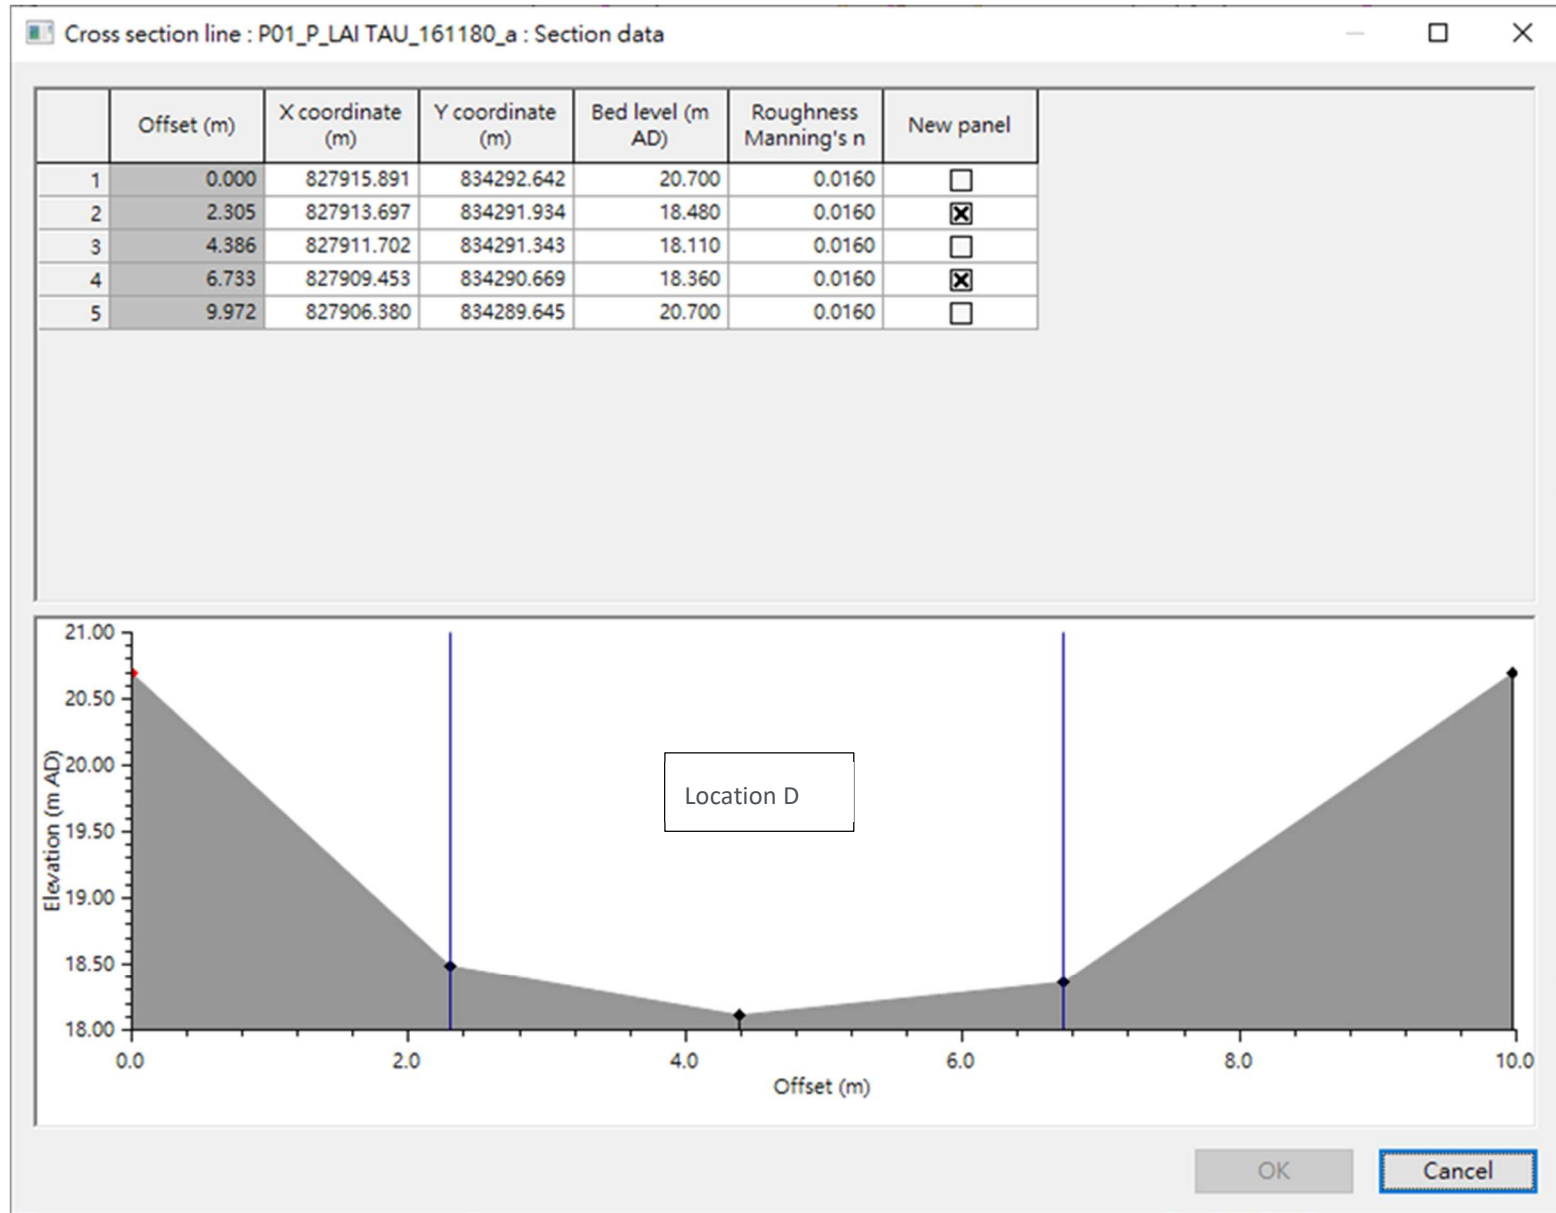 Cross section line : P01_P_LAI TAU_161180_a : Section data
Offset (m) X coordinate (m) Y coordinate (m) Bed level (m AD) Roughness Manning's n New panel
1 0.000 827915.891 834292.642 20.700 0.0160
2 2.305 827913.697 834291.934 18.480 0.0160
3 4.386 827911.702 834291.343 18.110 0.0160
4 6.733 827909.453 834290.669 18.360 0.0160
5 9.972 827906.380 834289.645 20.700 0.0160
21.00
20.50
20.00
19.50
19.00
18.50
18.00
Elevation (m AD)
Location D
0.0 2.0 4.0 6.0 8.0 10.0
Offset (m)
OK Cancel